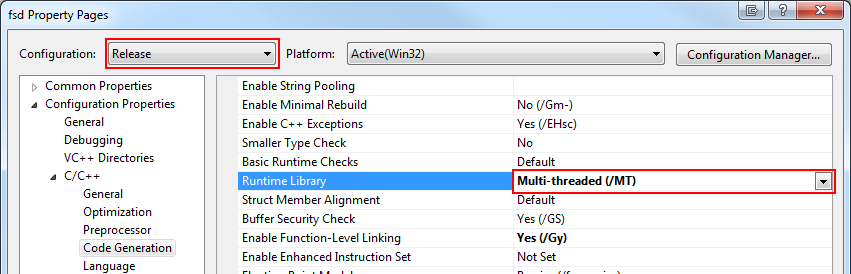 fsd Property Pages
Configuration: Release Platform: Active(Win32) Configuration Manager...
Common Properties
Configuration Properties
General
Debugging
VC++ Directories
C/C++
General
Optimization
Preprocessor
Code Generation
Language
Enable String Pooling
Enable Minimal Rebuild No (/Gm-)
Enable C++ Exceptions Yes (/EHsc)
Smaller Type Check No
Basic Runtime Checks Default
Runtime Library Multi-threaded (/MT)
Struct Member Alignment Default
Buffer Security Check Yes (/GS)
Enable Function-Level Linking Yes (/Gy)
Enable Enhanced Instruction Set Not Set